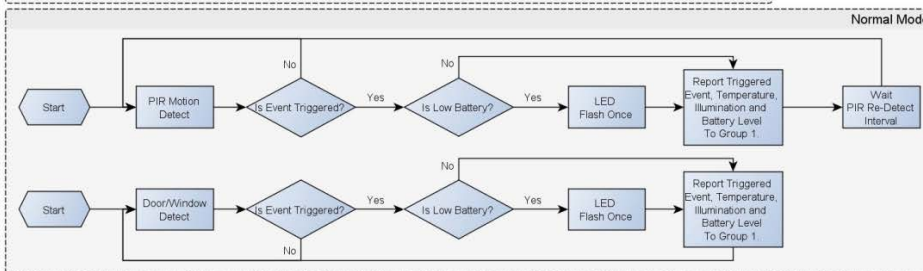 Normal Mod
No
Start
PIR Motion
Detect
Is Event Triggered?
Yes
No
Is Low Battery?
Yes
LED
Flash Once
Report Triggered
Event, Temperature,
Illumination and
Battery Level
To Group 1.
Wait
PIR Re-Detect
Interval
Start
Door/Window
Detect
Is Event Triggered?
No
Yes
No
Is Low Battery?
Yes
LED
Flash Once
Report Triggered
Event, Temperature,
Illumination and
Battery Level
To Group 1.